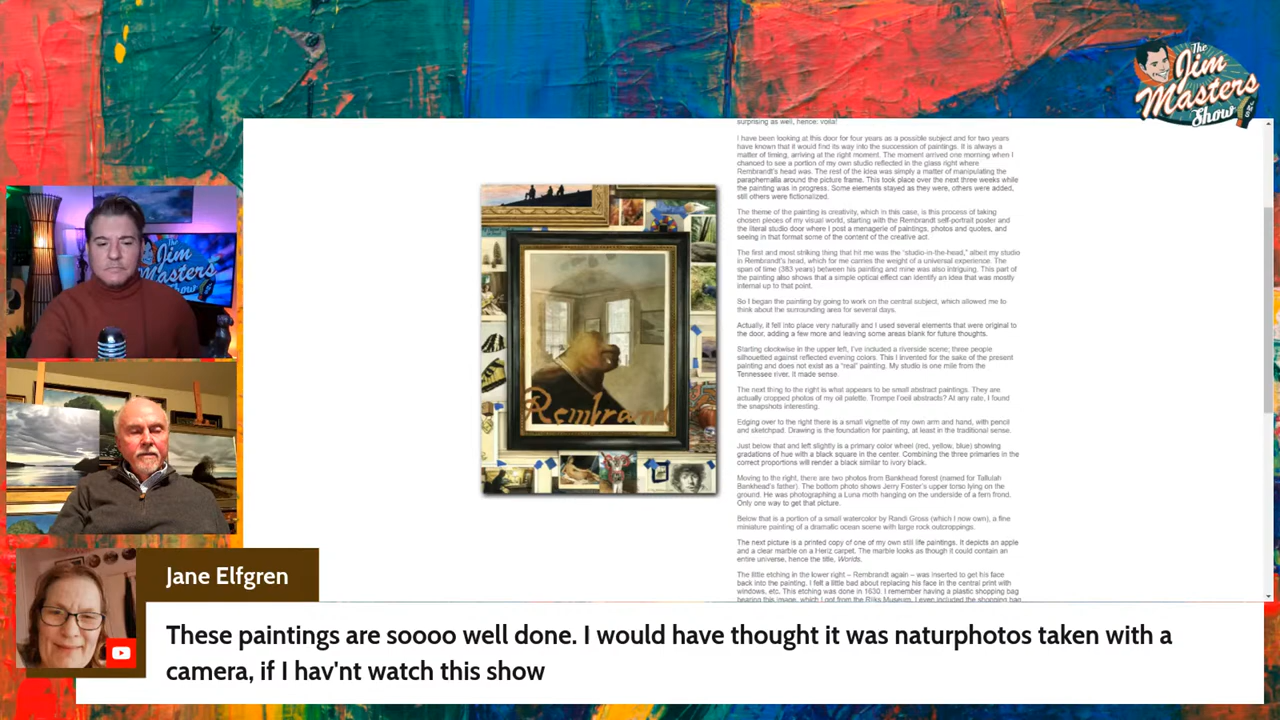 The
Jim
Masters
Show
surprising as well, hence: voila!
I have been looking at this door for four years as a possible subject and for two years
have known that it would find its way into the succession of paintings. It is always a
matter of timing, arriving at the right moment. The moment arrived one morning when I
chanced to see a portion of my own studio reflected in the glass right where
Rembrandt's head was. The rest of the idea was simply a matter of manipulating the
paraphernalia around the picture frame. This took place over the next three weeks while
the painting was in progress. Some elements stayed as they were, others were added,
still others were fictionalized.
The theme of the painting is creativity, which in this case, is this process of taking
chosen pieces of my visual world, starting with the Rembrandt self-portrait poster and
the literal studio door where I post a menagerie of paintings, photos and quotes, and
seeing in that format some of the content of the creative act.
The first and most striking thing that hit me was the "studio-in-the-head," albeit my studio
in Rembrandt's head, which for me carries the weight of a universal experience. The
span of time (383 years) between his painting and mine was also intriguing. This part of
the painting also shows that a simple optical effect can identify an idea that was mostly
internal up to that point.
So I began the painting by going to work on the central subject, which allowed me to
think about the surrounding area for several days.
Actually, it fell into place very naturally and I used several elements that were original to
the door, adding a few more and leaving some areas blank for future thoughts.
Starting clockwise in the upper left, I've included a riverside scene; three people
silhouetted against reflected evening colors. This I invented for the sake of the present
painting and does not exist as a "real" painting. My studio is one mile from the
Tennessee river. It made sense.
The next thing to the right is what appears to be small abstract paintings. They are
actually cropped photos of my oil palette. Trompe l'oeil abstracts? At any rate, I found
the snapshots interesting.
Edging over to the right there is a small vignette of my own arm and hand, with pencil
and sketchpad. Drawing is the foundation for painting, at least in the traditional sense.
Just below that and left slightly is a primary color wheel (red, yellow, blue) showing
gradations of hue with a black square in the center. Combining the three primaries in the
correct proportions will render a black similar to ivory black.
Moving to the right, there are two photos from Bankhead forest (named for Tallulah
Bankhead's father). The bottom photo shows Jerry Foster's upper torso lying on the
ground. He was photographing a Luna moth hanging on the underside of a fern frond.
Only one way to get that picture.
Below that is a portion of a small watercolor by Randi Gross (which I now own), a fine
miniature painting of a dramatic ocean scene with large rock outcroppings.
The next picture is a printed copy of one of my own still life paintings. It depicts an apple
and a clear marble on a Heriz carpet. The marble looks as though it could contain an
entire universe, hence the title, Worlds.
The little etching in the lower right – Rembrandt again – was inserted to get his face
back into the painting. I felt a little bad about replacing his face in the central print with
windows, etc. This etching was done in 1630. I remember having a plastic shopping bag
bearing this image, which I got from the Rijks Museum. I even included the shopping bag
Rembrand
The
Jim
Masters
Show
Jane Elfgren
These paintings are soooo well done. I would have thought it was naturphotos taken with a
camera, if I hav'nt watch this show